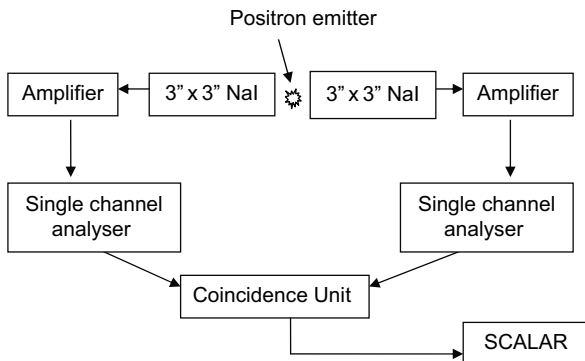 Positron emitter
Amplifier
3” x 3” NaI
3” x 3” NaI
Amplifier
Single channel
analyser
Single channel
analyser
Coincidence Unit
SCALAR